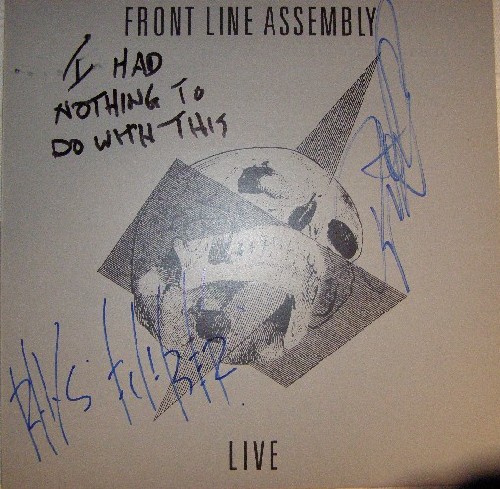 FRONT LINE ASSEMBLY
I HAD
NOTHING TO
DO WITH THIS
LIVE